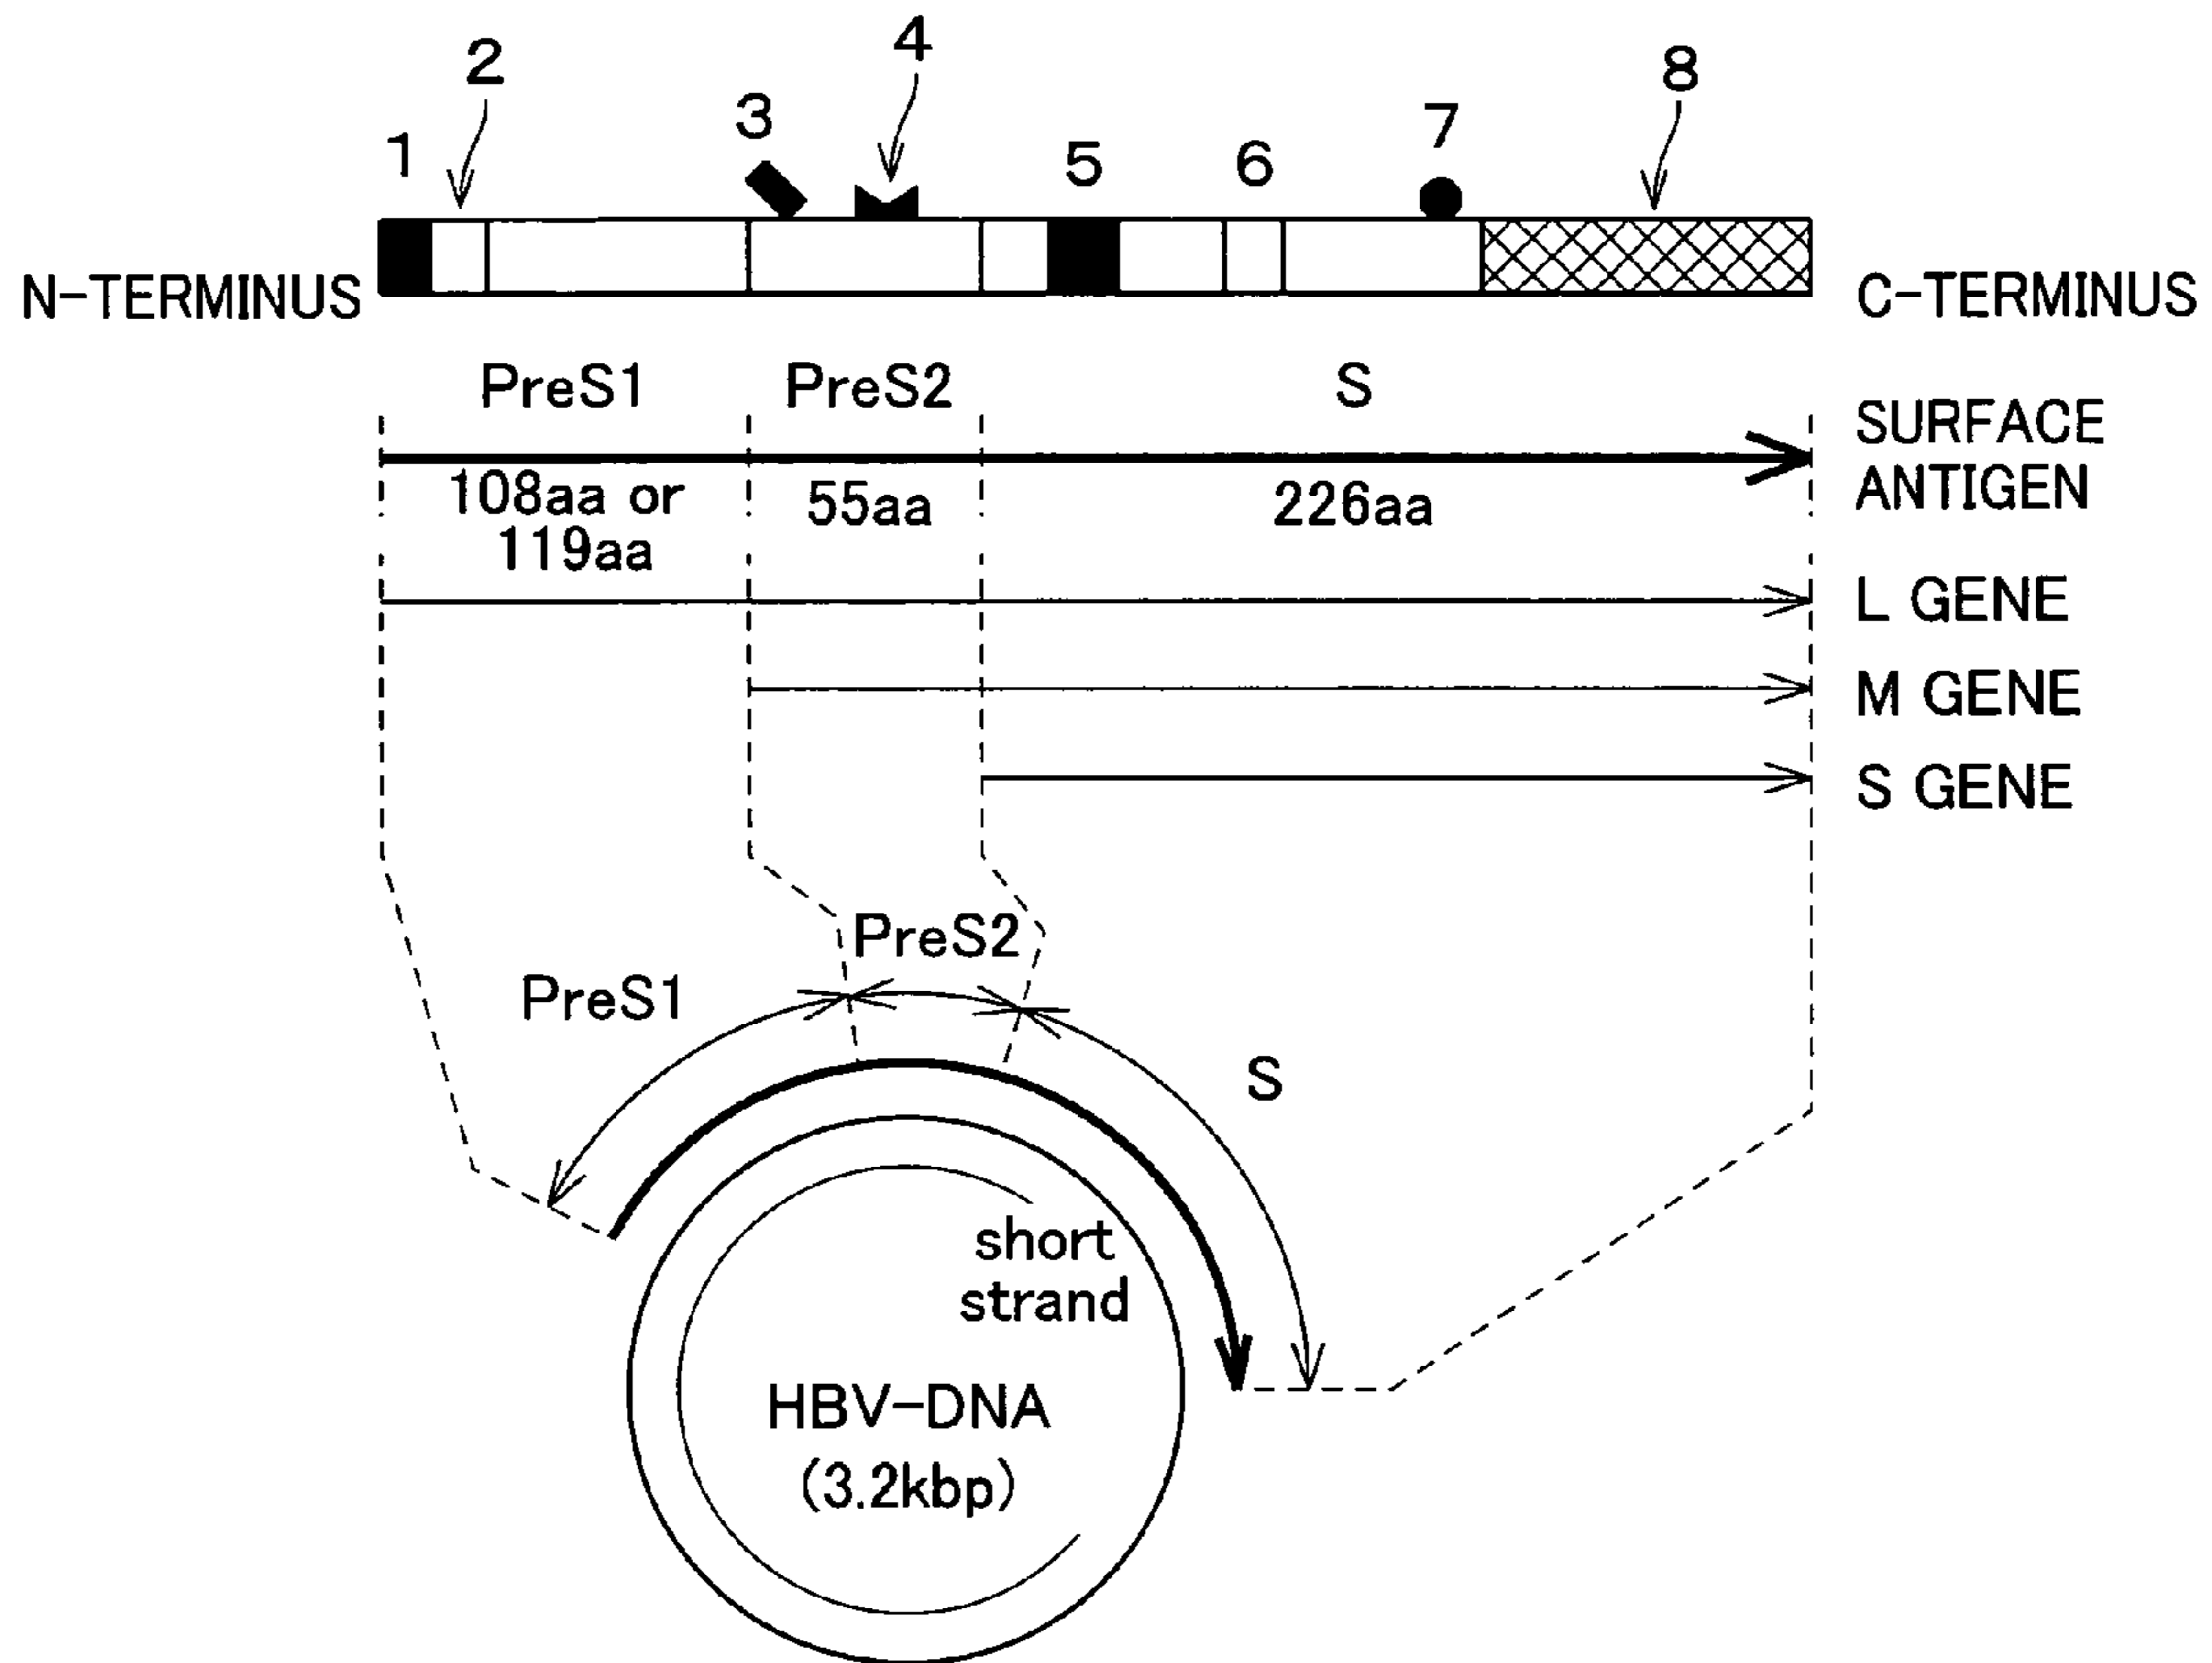 1
2
3
4
5
6
7
8
N-TERMINUS
C-TERMINUS
PreS1
PreS2
S
SURFACE
ANTIGEN
108aa or
119aa
55aa
226aa
L GENE
M GENE
S GENE
PreS1
PreS2
S
short
strand
HBV-DNA
(3.2kbp)